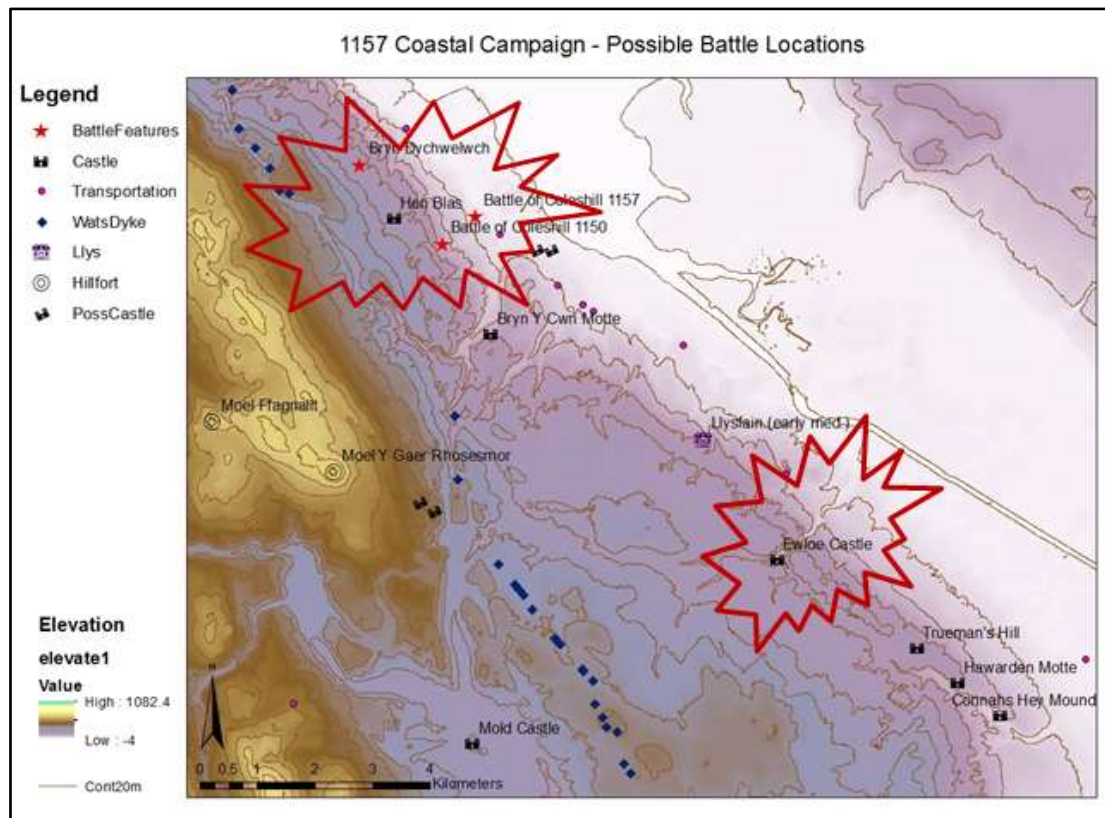 1157 Coastal Campaign - Possible Battle Locations
Legend
BattleFeatures
Castle
Transportation
WatsDyke
Llys
Hillfort
PossCastle
Bryn Dychwelwch
Hen Blas
Battle of Coleshill 1157
Battle of Coleshill 1150
Bryn Y Cwn Motte
Moel Ffagnallt
Llysfain (early med.)
Moel Y Gaer Rhosesmor
Ewloe Castle
Trueman's Hill
Hawarden Motte
Connahs Hey Mound
Mold Castle
Elevation
elevate1
Value
High : 1082.4
Low : -4
Cont20m
N
0 0.5 1 2 3 4
Kilometers